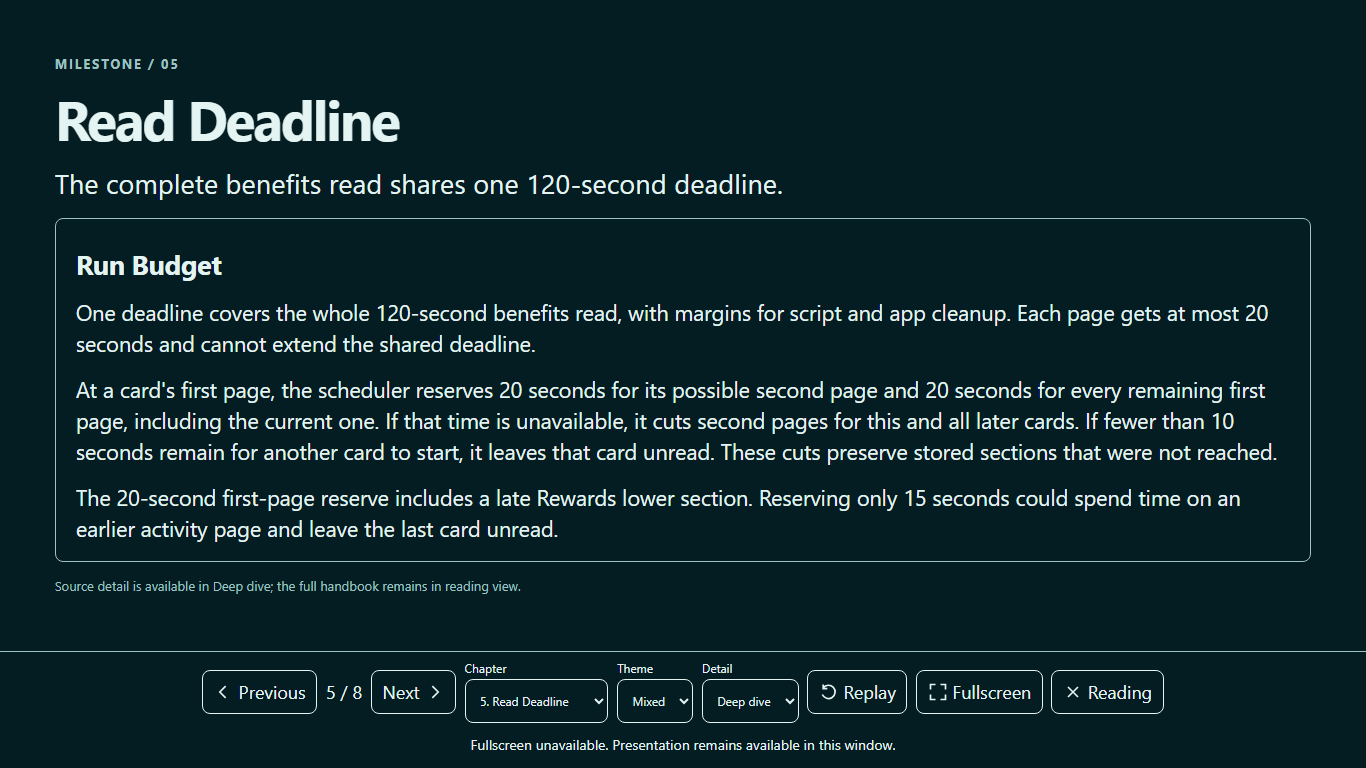 MILESTONE / 05
Read Deadline
The complete benefits read shares one 120-second deadline.
Run Budget
One deadline covers the whole 120-second benefits read, with margins for script and app cleanup. Each page gets at most 20
seconds and cannot extend the shared deadline.
At a card's first page, the scheduler reserves 20 seconds for its possible second page and 20 seconds for every remaining first
page, including the current one. If that time is unavailable, it cuts second pages for this and all later cards. If fewer than 10
seconds remain for another card to start, it leaves that card unread. These cuts preserve stored sections that were not reached.
The 20-second first-page reserve includes a late Rewards lower section. Reserving only 15 seconds could spend time on an
earlier activity page and leave the last card unread.
Source detail is available in Deep dive; the full handbook remains in reading view.
Chapter Theme Detail
Previous 5 / 8 Next 5. Read Deadline Mixed Deep dive Replay Fullscreen Reading
Fullscreen unavailable. Presentation remains available in this window.